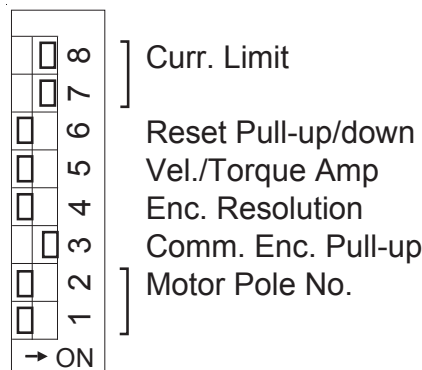 8 Curr. Limit
7
6 Reset Pull-up/down
5 Vel./Torque Amp
4 Enc. Resolution
3 Comm. Enc. Pull-up
2 Motor Pole No.
1
→ ON